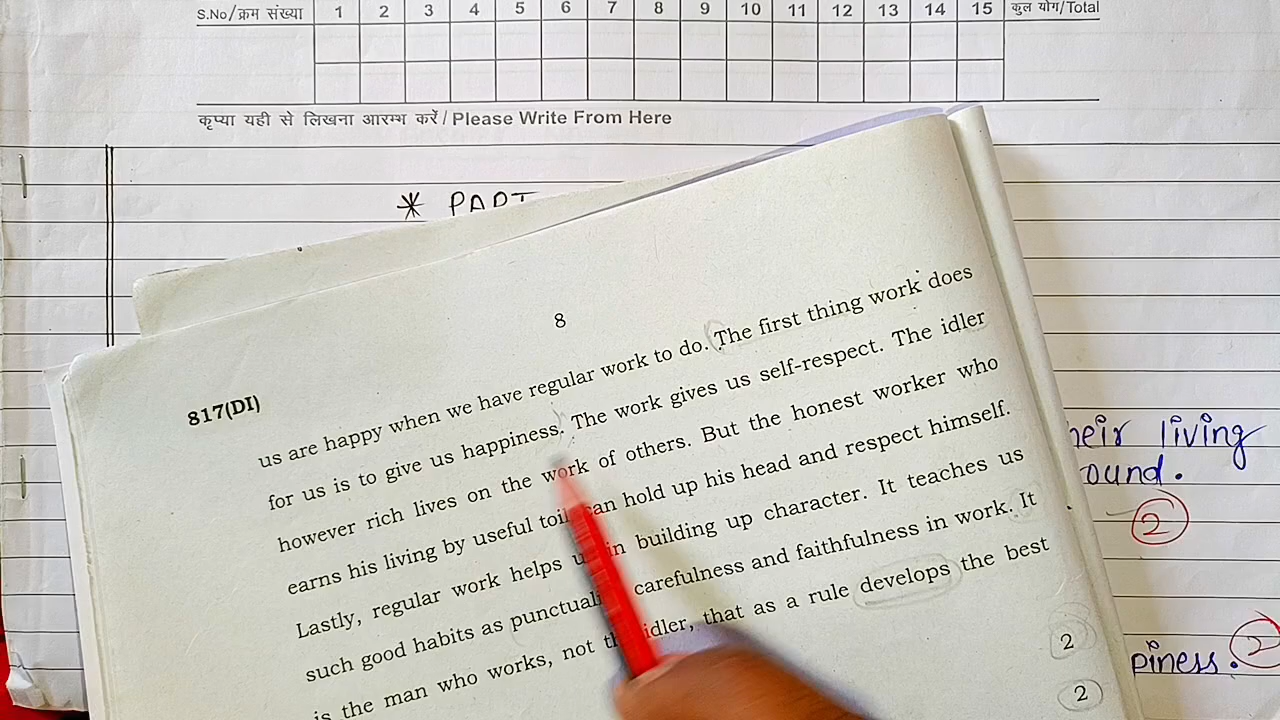 S.No/क्रम संख्या 1 2 3 4 5 6 7 8 9 10 11 12 13 14 15 कुल योग/Total
कृप्या यही से लिखना आरम्भ करें / Please Write From Here
* PART
8
817(DI)
us are happy when we have regular work to do. The first thing work does
for us is to give us happiness. The work gives us self-respect. The idler
however rich lives on the work of others. But the honest worker who
earns his living by useful toil can hold up his head and respect himself.
Lastly, regular work helps us in building up character. It teaches us
such good habits as punctuality carefulness and faithfulness in work. It
is the man who works, not the idler, that as a rule develops the best
2
2
heir living
ound.
2
piness. 2